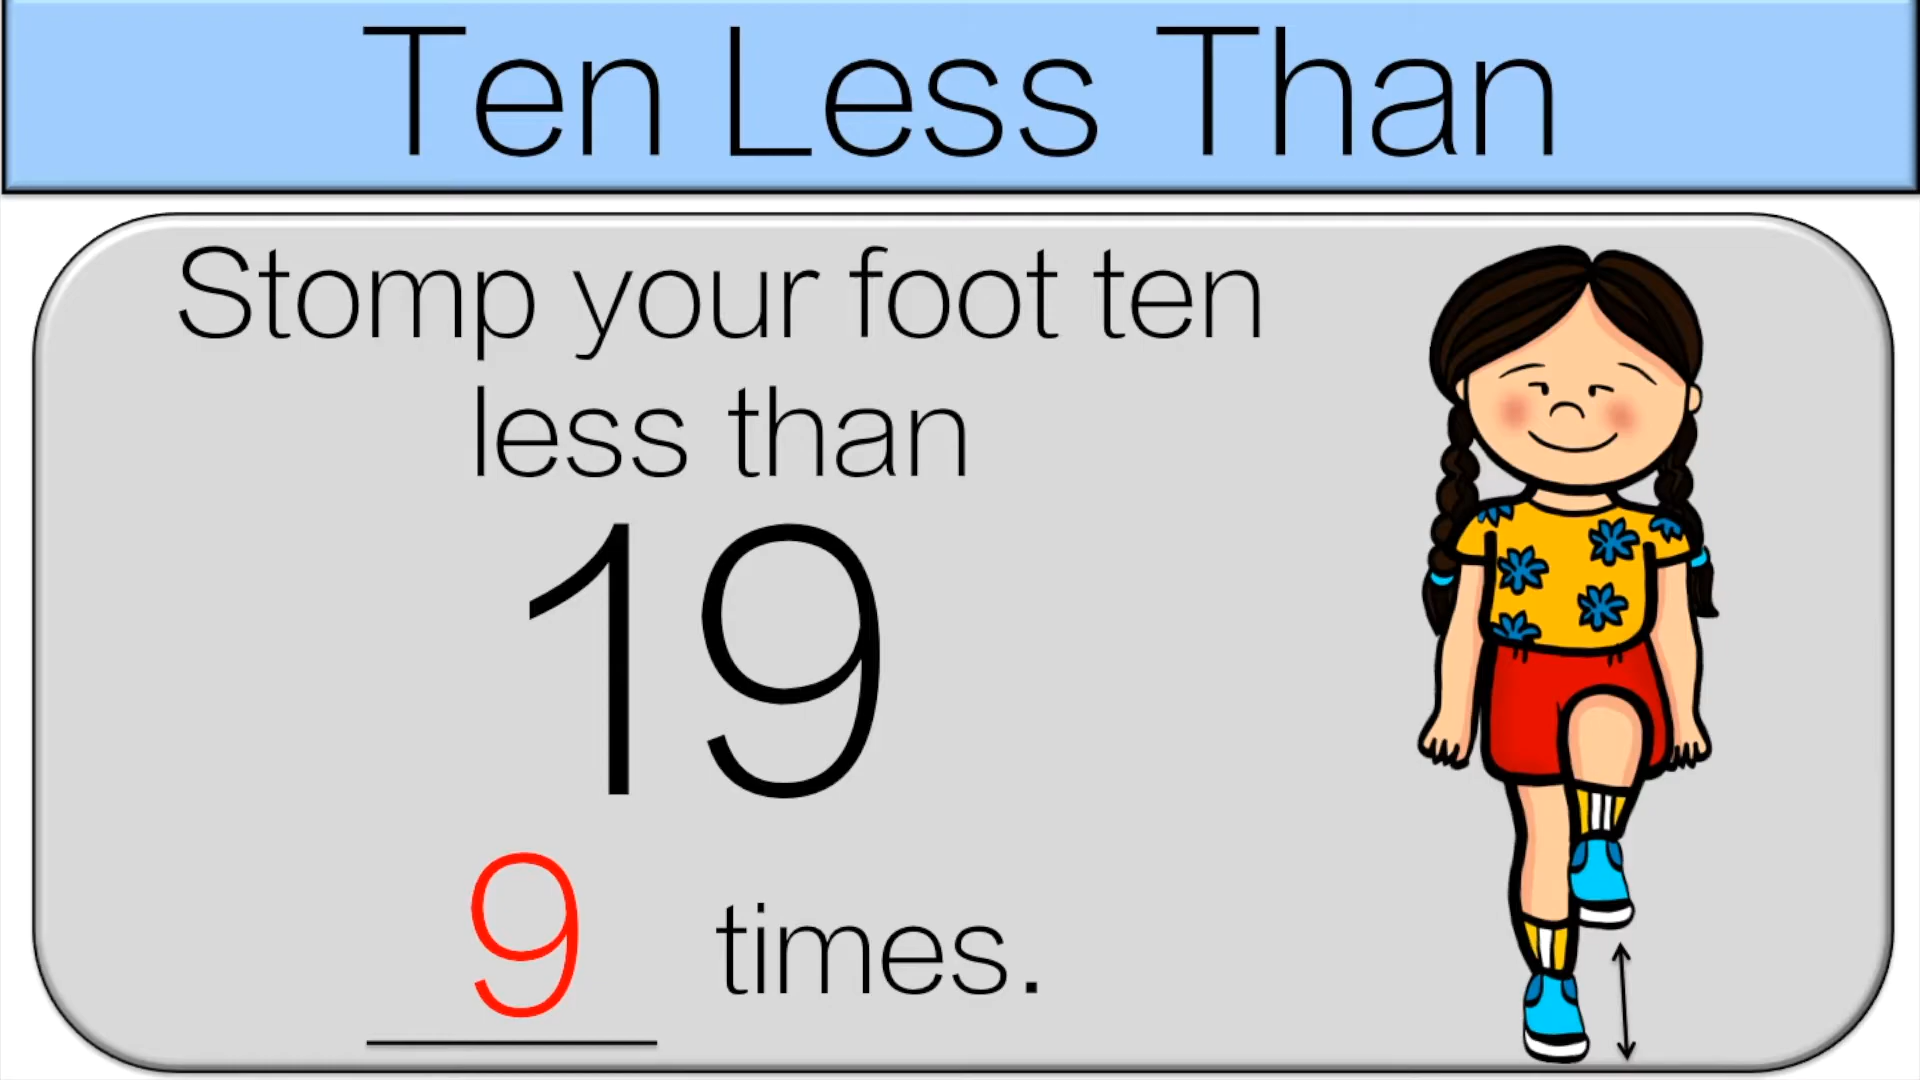 Ten Less Than
Stomp your foot ten
less than
19
9 times.